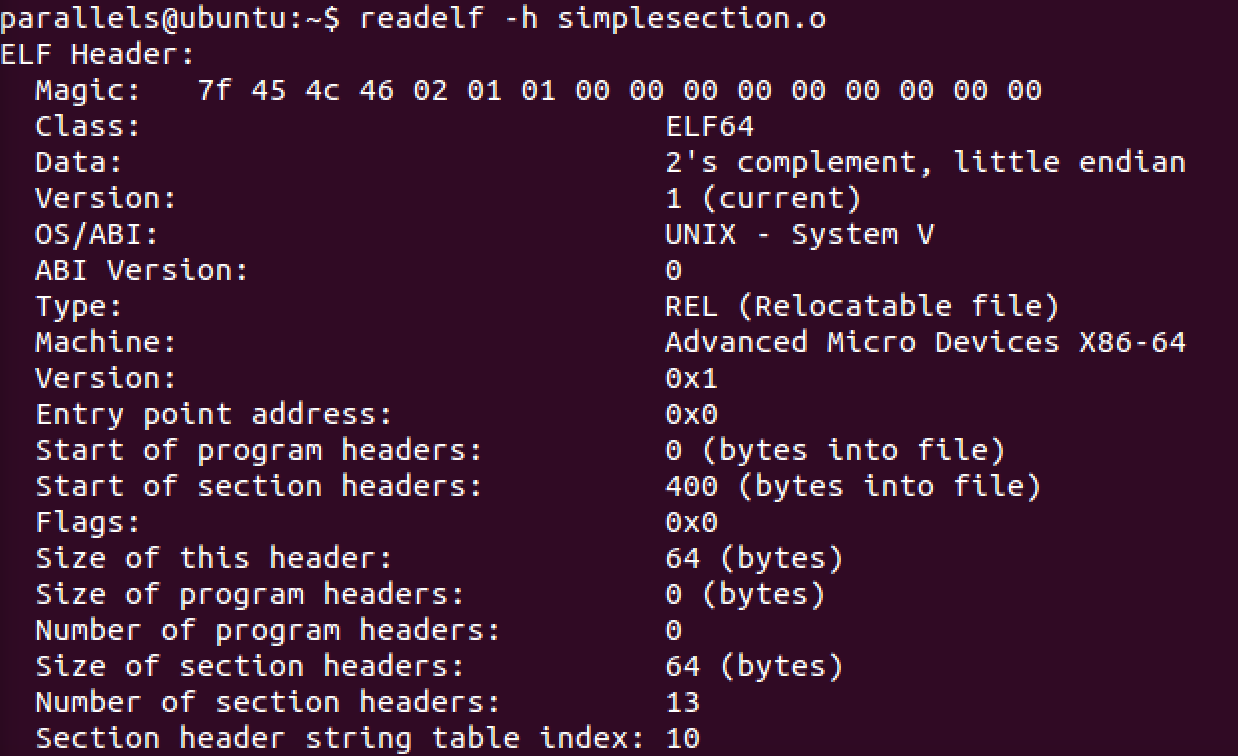 parallels@ubuntu:~$ readelf -h simplesection.o
ELF Header:
  Magic:   7f 45 4c 46 02 01 01 00 00 00 00 00 00 00 00 00
  Class:                             ELF64
  Data:                              2's complement, little endian
  Version:                           1 (current)
  OS/ABI:                            UNIX - System V
  ABI Version:                       0
  Type:                              REL (Relocatable file)
  Machine:                           Advanced Micro Devices X86-64
  Version:                           0x1
  Entry point address:               0x0
  Start of program headers:          0 (bytes into file)
  Start of section headers:          400 (bytes into file)
  Flags:                             0x0
  Size of this header:               64 (bytes)
  Size of program headers:           0 (bytes)
  Number of program headers:         0
  Size of section headers:           64 (bytes)
  Number of section headers:         13
  Section header string table index: 10